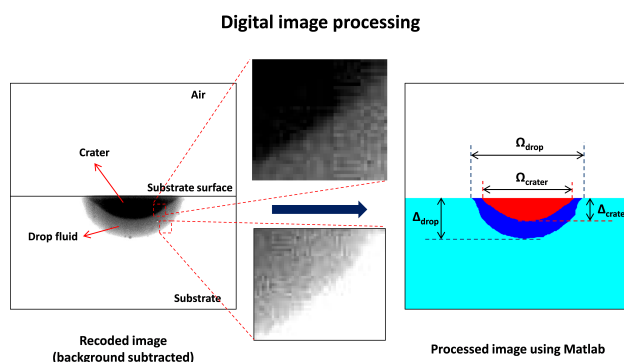 Digital image processing
Air
Crater
Substrate surface
Drop fluid
Substrate
Recoded image
(background subtracted)
Ωdrop
Ωcrater
Δdrop
Δcrate
Processed image using Matlab